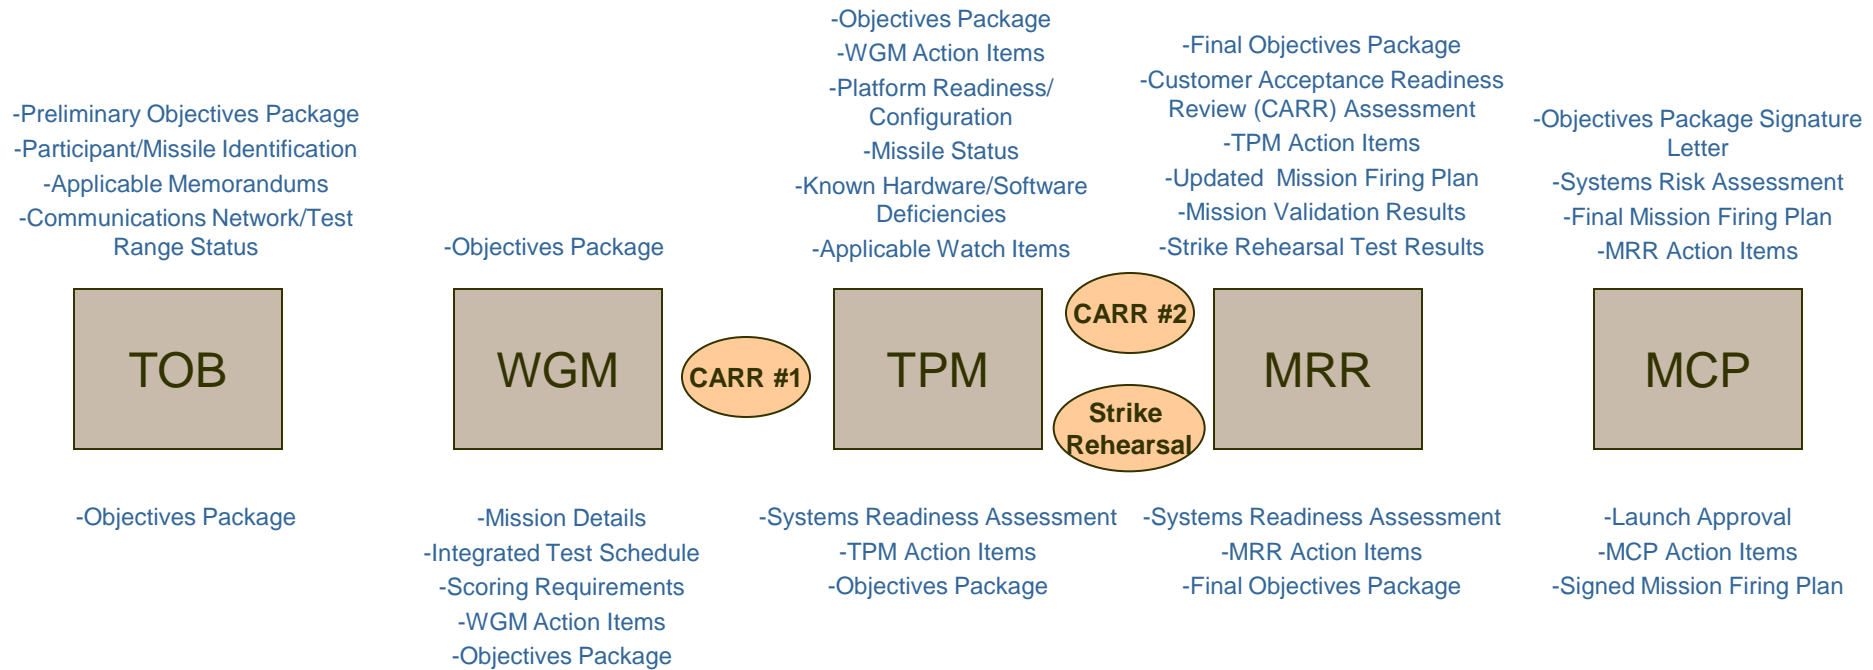 -Preliminary Objectives Package
-Participant/Missile Identification
-Applicable Memorandums
-Communications Network/Test
Range Status
-Objectives Package
-Objectives Package
-WGM Action Items
-Platform Readiness/
Configuration
-Missile Status
-Known Hardware/Software
Deficiencies
-Applicable Watch Items
-Final Objectives Package
-Customer Acceptance Readiness
Review (CARR) Assessment
-TPM Action Items
-Updated  Mission Firing Plan
-Mission Validation Results
-Strike Rehearsal Test Results
-Objectives Package Signature
Letter
-Systems Risk Assessment
-Final Mission Firing Plan
-MRR Action Items
TOB
WGM
CARR #1
TPM
CARR #2
Strike
Rehearsal
MRR
MCP
-Objectives Package
-Mission Details
-Integrated Test Schedule
-Scoring Requirements
-WGM Action Items
-Objectives Package
-Systems Readiness Assessment
-TPM Action Items
-Objectives Package
-Systems Readiness Assessment
-MRR Action Items
-Final Objectives Package
-Launch Approval
-MCP Action Items
-Signed Mission Firing Plan